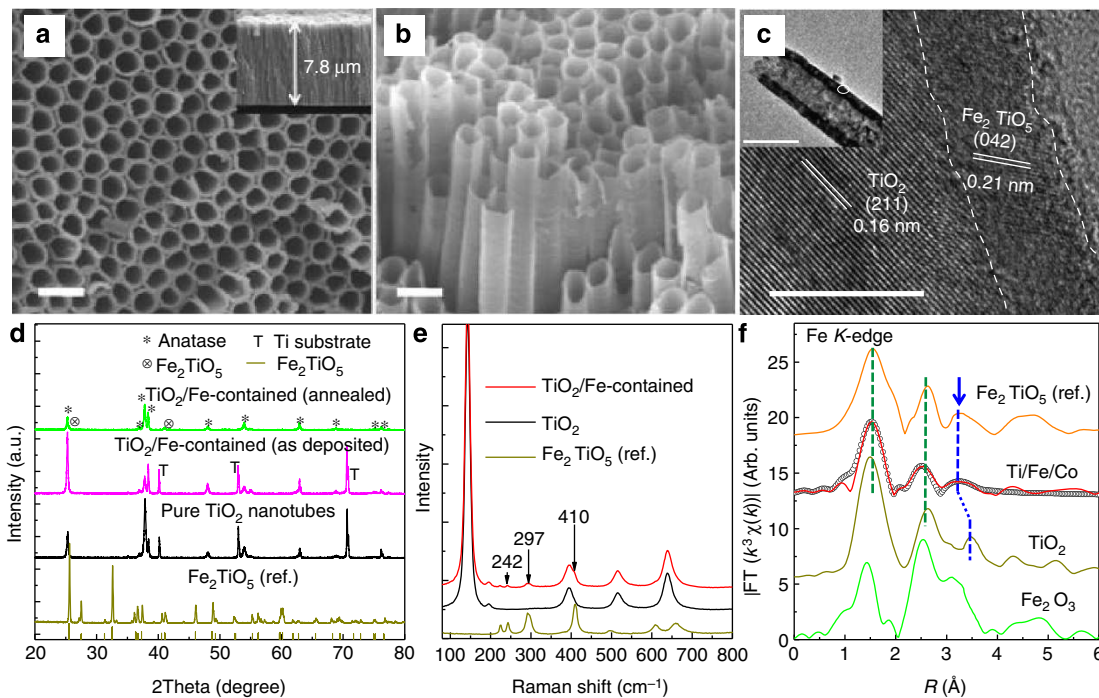 a
7.8 μm
b
c
Fe2 TiO5
(042)
0.21 nm
TiO2
(211)
0.16 nm
d
* Anatase
T Ti substrate
⊗ Fe2TiO5
Fe2TiO5
TiO2/Fe-contained (annealed)
* ⊗ * * * ⊗ * * * * * *
TiO2/Fe-contained (as deposited)
T T T
Pure TiO2 nanotubes
Fe2TiO5 (ref.)
Intensity (a.u.)
20 30 40 50 60 70 80
2Theta (degree)
e
TiO2/Fe-contained
TiO2
Fe2TiO5 (ref.)
410
297
242
Intensity
100 200 300 400 500 600 700 800
Raman shift (cm–1)
f
Fe K-edge
Fe2 TiO5 (ref.)
Ti/Fe/Co
TiO2
Fe2 O3
|FT (k3 χ(k))| (Arb. units)
25
20
15
10
5
0
0 1 2 3 4 5 6
R (Å)